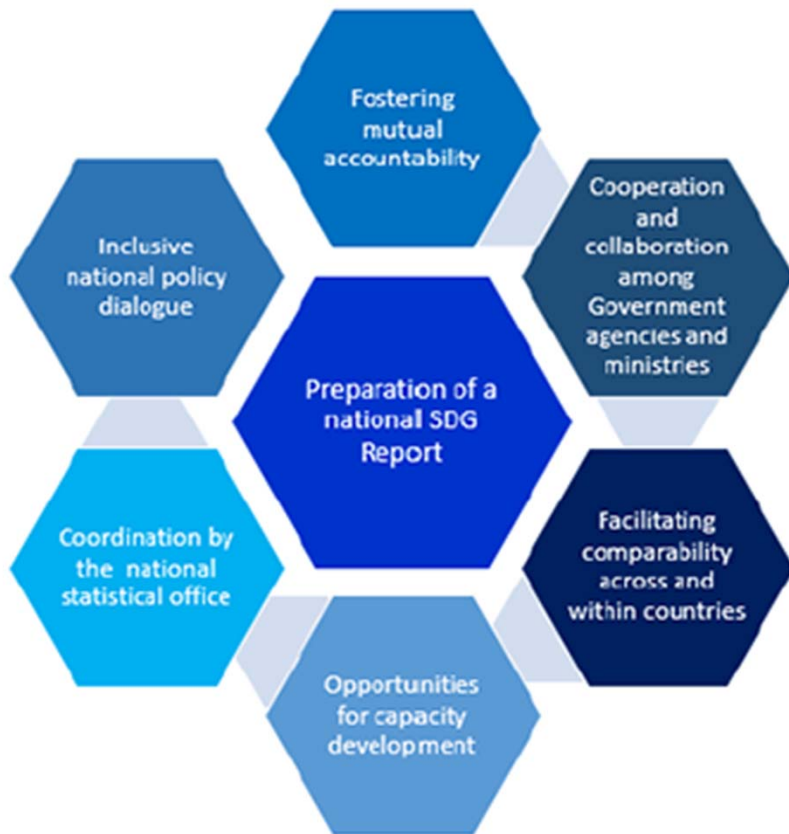 Fostering
mutual
accountability
Cooperation
and
collaboration
among
Government
agencies and
ministries
Inclusive
national policy
dialogue
Preparation of a
national SDG
Report
Coordination by
the national
statistical office
Facilitating
comparability
across and
within countries
Opportunities
for capacity
development